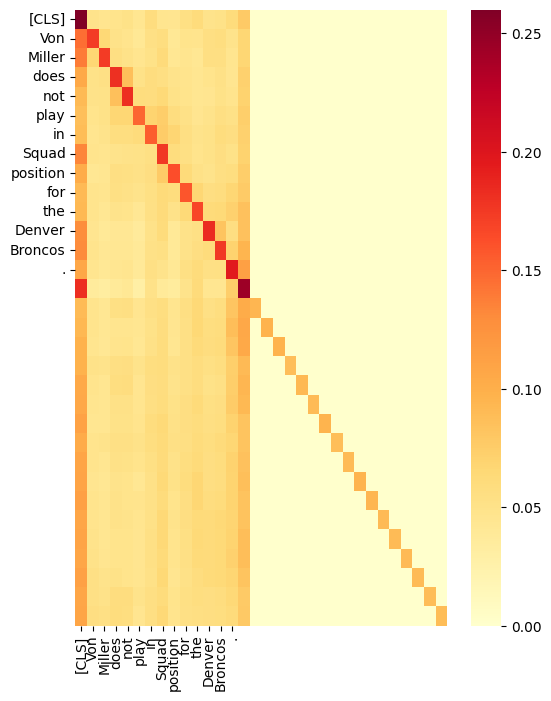 [CLS]
Von
Miller
does
not
play
in
Squad
position
for
the
Denver
Broncos
.
0.25
0.20
0.15
0.10
0.05
0.00
[CLS]
Von
Miller
does
not
play
in
Squad
position
for
the
Denver
Broncos
.